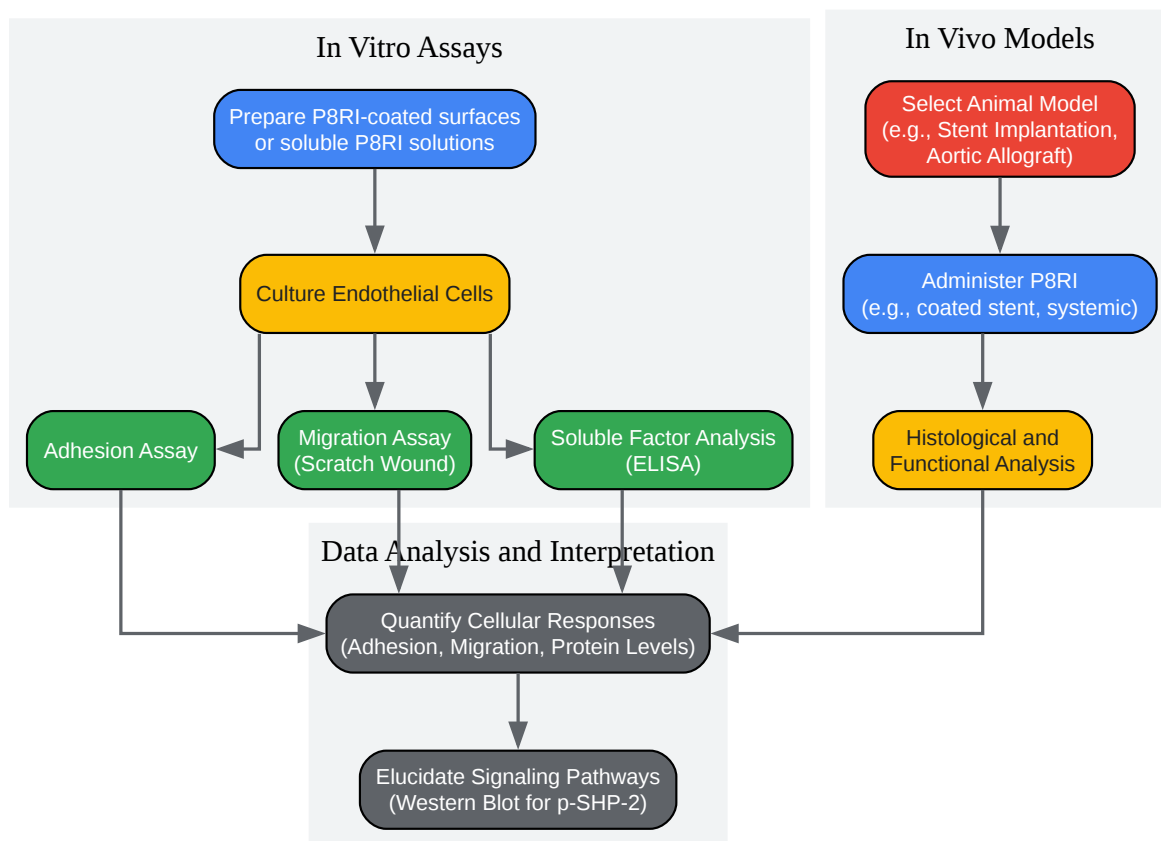 In Vitro Assays
Prepare P8RI-coated surfaces
or soluble P8RI solutions
Culture Endothelial Cells
Adhesion Assay
Migration Assay
(Scratch Wound)
Soluble Factor Analysis
(ELISA)
In Vivo Models
Select Animal Model
(e.g., Stent Implantation,
Aortic Allograft)
Administer P8RI
(e.g., coated stent, systemic)
Histological and
Functional Analysis
Data Analysis and Interpretation
Quantify Cellular Responses
(Adhesion, Migration, Protein Levels)
Elucidate Signaling Pathways
(Western Blot for p-SHP-2)